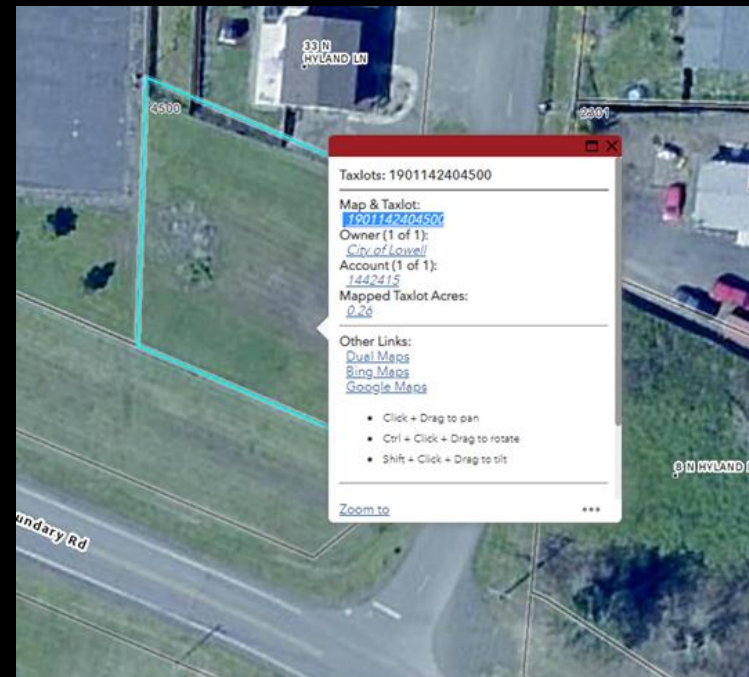 33 N
HYLAND LN
4500
2301
Taxlots: 1901142404500
Map & Taxlot:
1901142404500
Owner (1 of 1):
City of Lowell
Account (1 of 1):
1442415
Mapped Taxlot Acres:
0.26
Other Links:
Dual Maps
Bing Maps
Google Maps
• Click + Drag to pan
• Ctrl + Click + Drag to rotate
• Shift + Click + Drag to tilt
8 N HYLAND
Zoom to
undary Rd